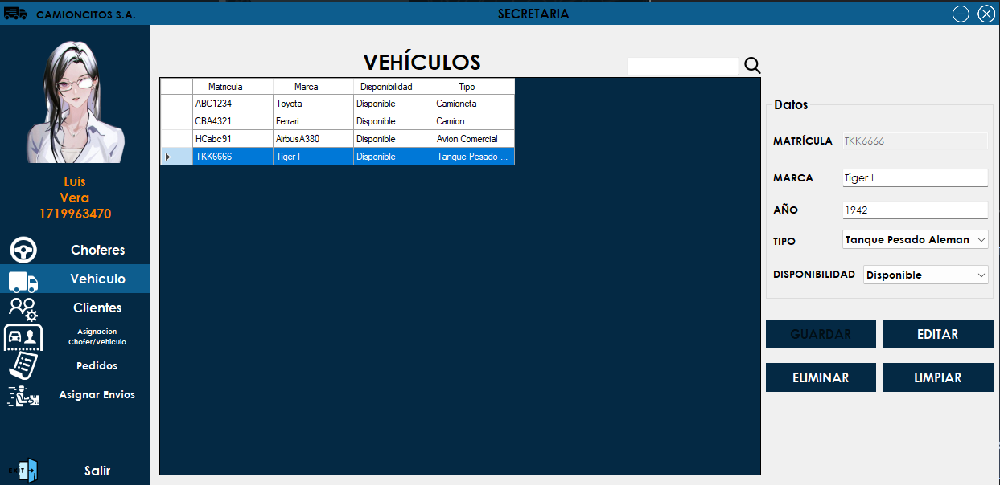 CAMIONCITOS S.A.
SECRETARIA
Luis
Vera
1719963470
Choferes
Vehiculo
Clientes
Asignacion
Chofer/Vehiculo
Pedidos
Asignar Envios
EXIT
Salir
VEHÍCULOS
Matricula Marca Disponibilidad Tipo
ABC1234 Toyota Disponible Camioneta
CBA4321 Ferrari Disponible Camion
HCabc91 AirbusA380 Disponible Avion Comercial
TKK6666 Tiger I Disponible Tanque Pesado ...
Datos
MATRÍCULA TKK6666
MARCA Tiger I
AÑO 1942
TIPO Tanque Pesado Aleman
DISPONIBILIDAD Disponible
GUARDAR EDITAR
ELIMINAR LIMPIAR